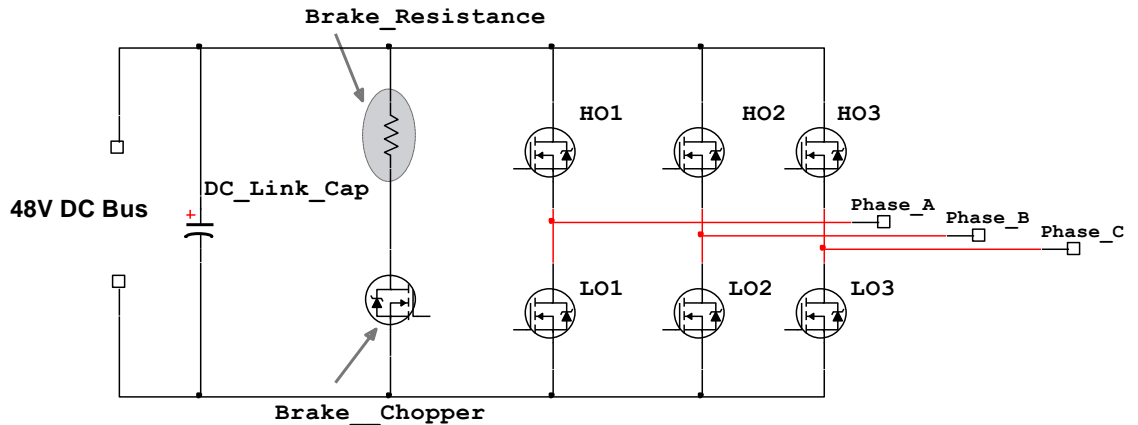 Brake_Resistance
HO1
HO2
HO3
DC_Link_Cap
+
48V DC Bus
Phase_A
Phase_B
Phase_C
LO1
LO2
LO3
Brake__Chopper